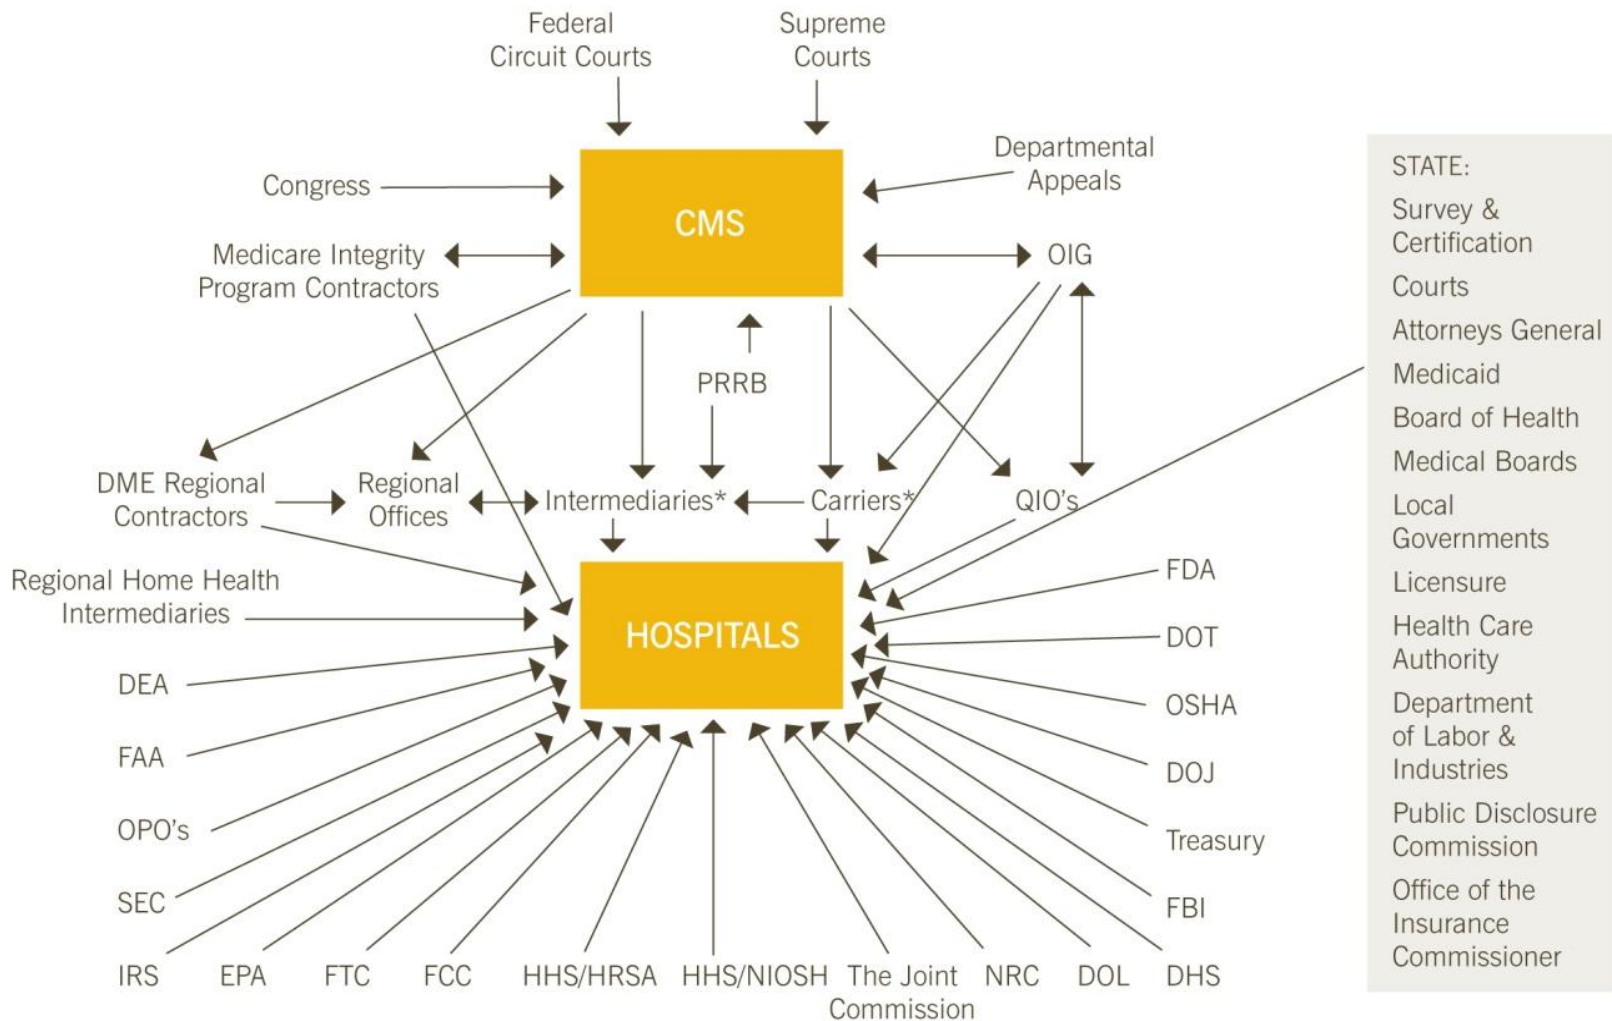 Federal
Circuit Courts
Supreme
Courts
Departmental
Appeals
Congress
CMS
Medicare Integrity
Program Contractors
OIG
PRRB
DME Regional
Contractors
Regional
Offices
Intermediaries*
Carriers*
QIO's
Regional Home Health
Intermediaries
HOSPITALS
FDA
DOT
DEA
OSHA
FAA
DOJ
OPO's
Treasury
SEC
FBI
IRS
EPA
FTC
FCC
HHS/HRSA
HHS/NIOSH
The Joint
Commission
NRC
DOL
DHS
STATE:
Survey &
Certification
Courts
Attorneys General
Medicaid
Board of Health
Medical Boards
Local
Governments
Licensure
Health Care
Authority
Department
of Labor &
Industries
Public Disclosure
Commission
Office of the
Insurance
Commissioner